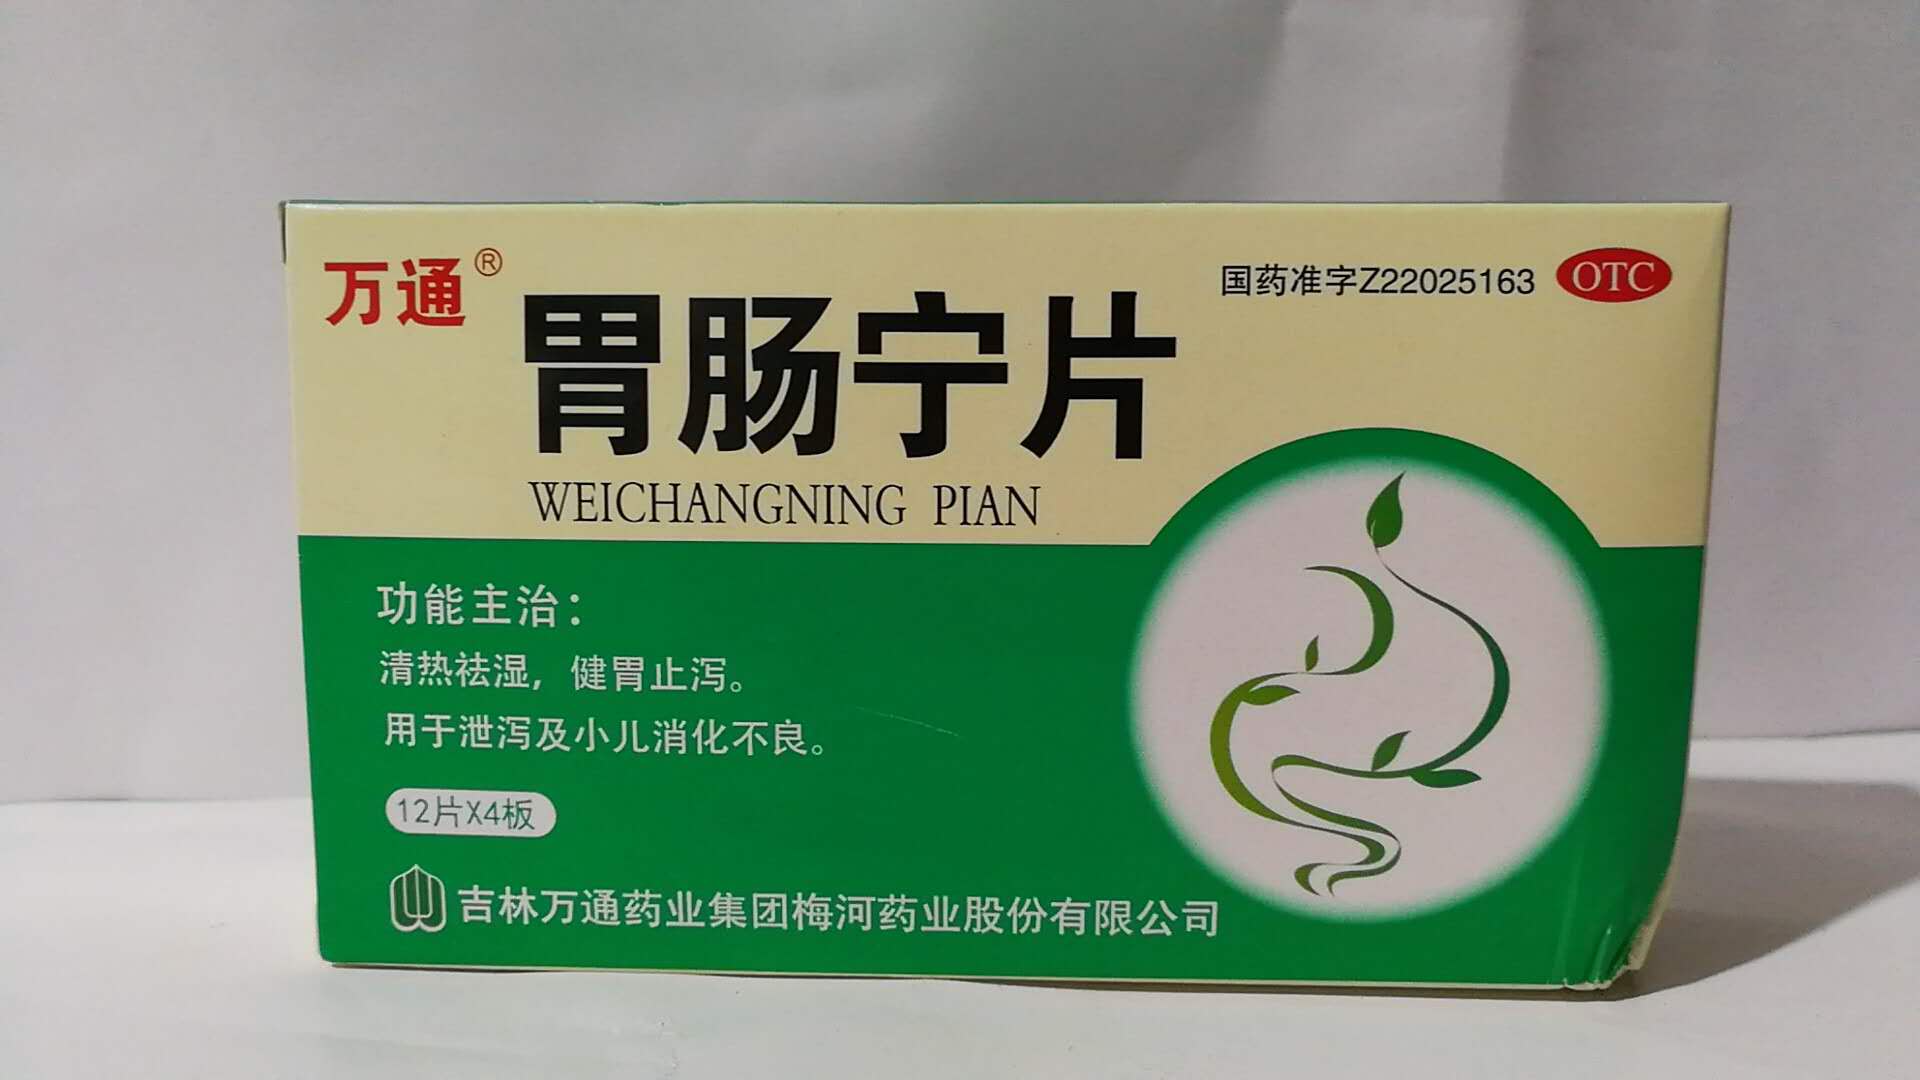 万通®
国药准字Z22025163 OTC
胃肠宁片
WEICHANGNING PIAN
功能主治：
清热祛湿，健胃止泻。
用于泄泻及小儿消化不良。
12片X4板
吉林万通药业集团梅河药业股份有限公司